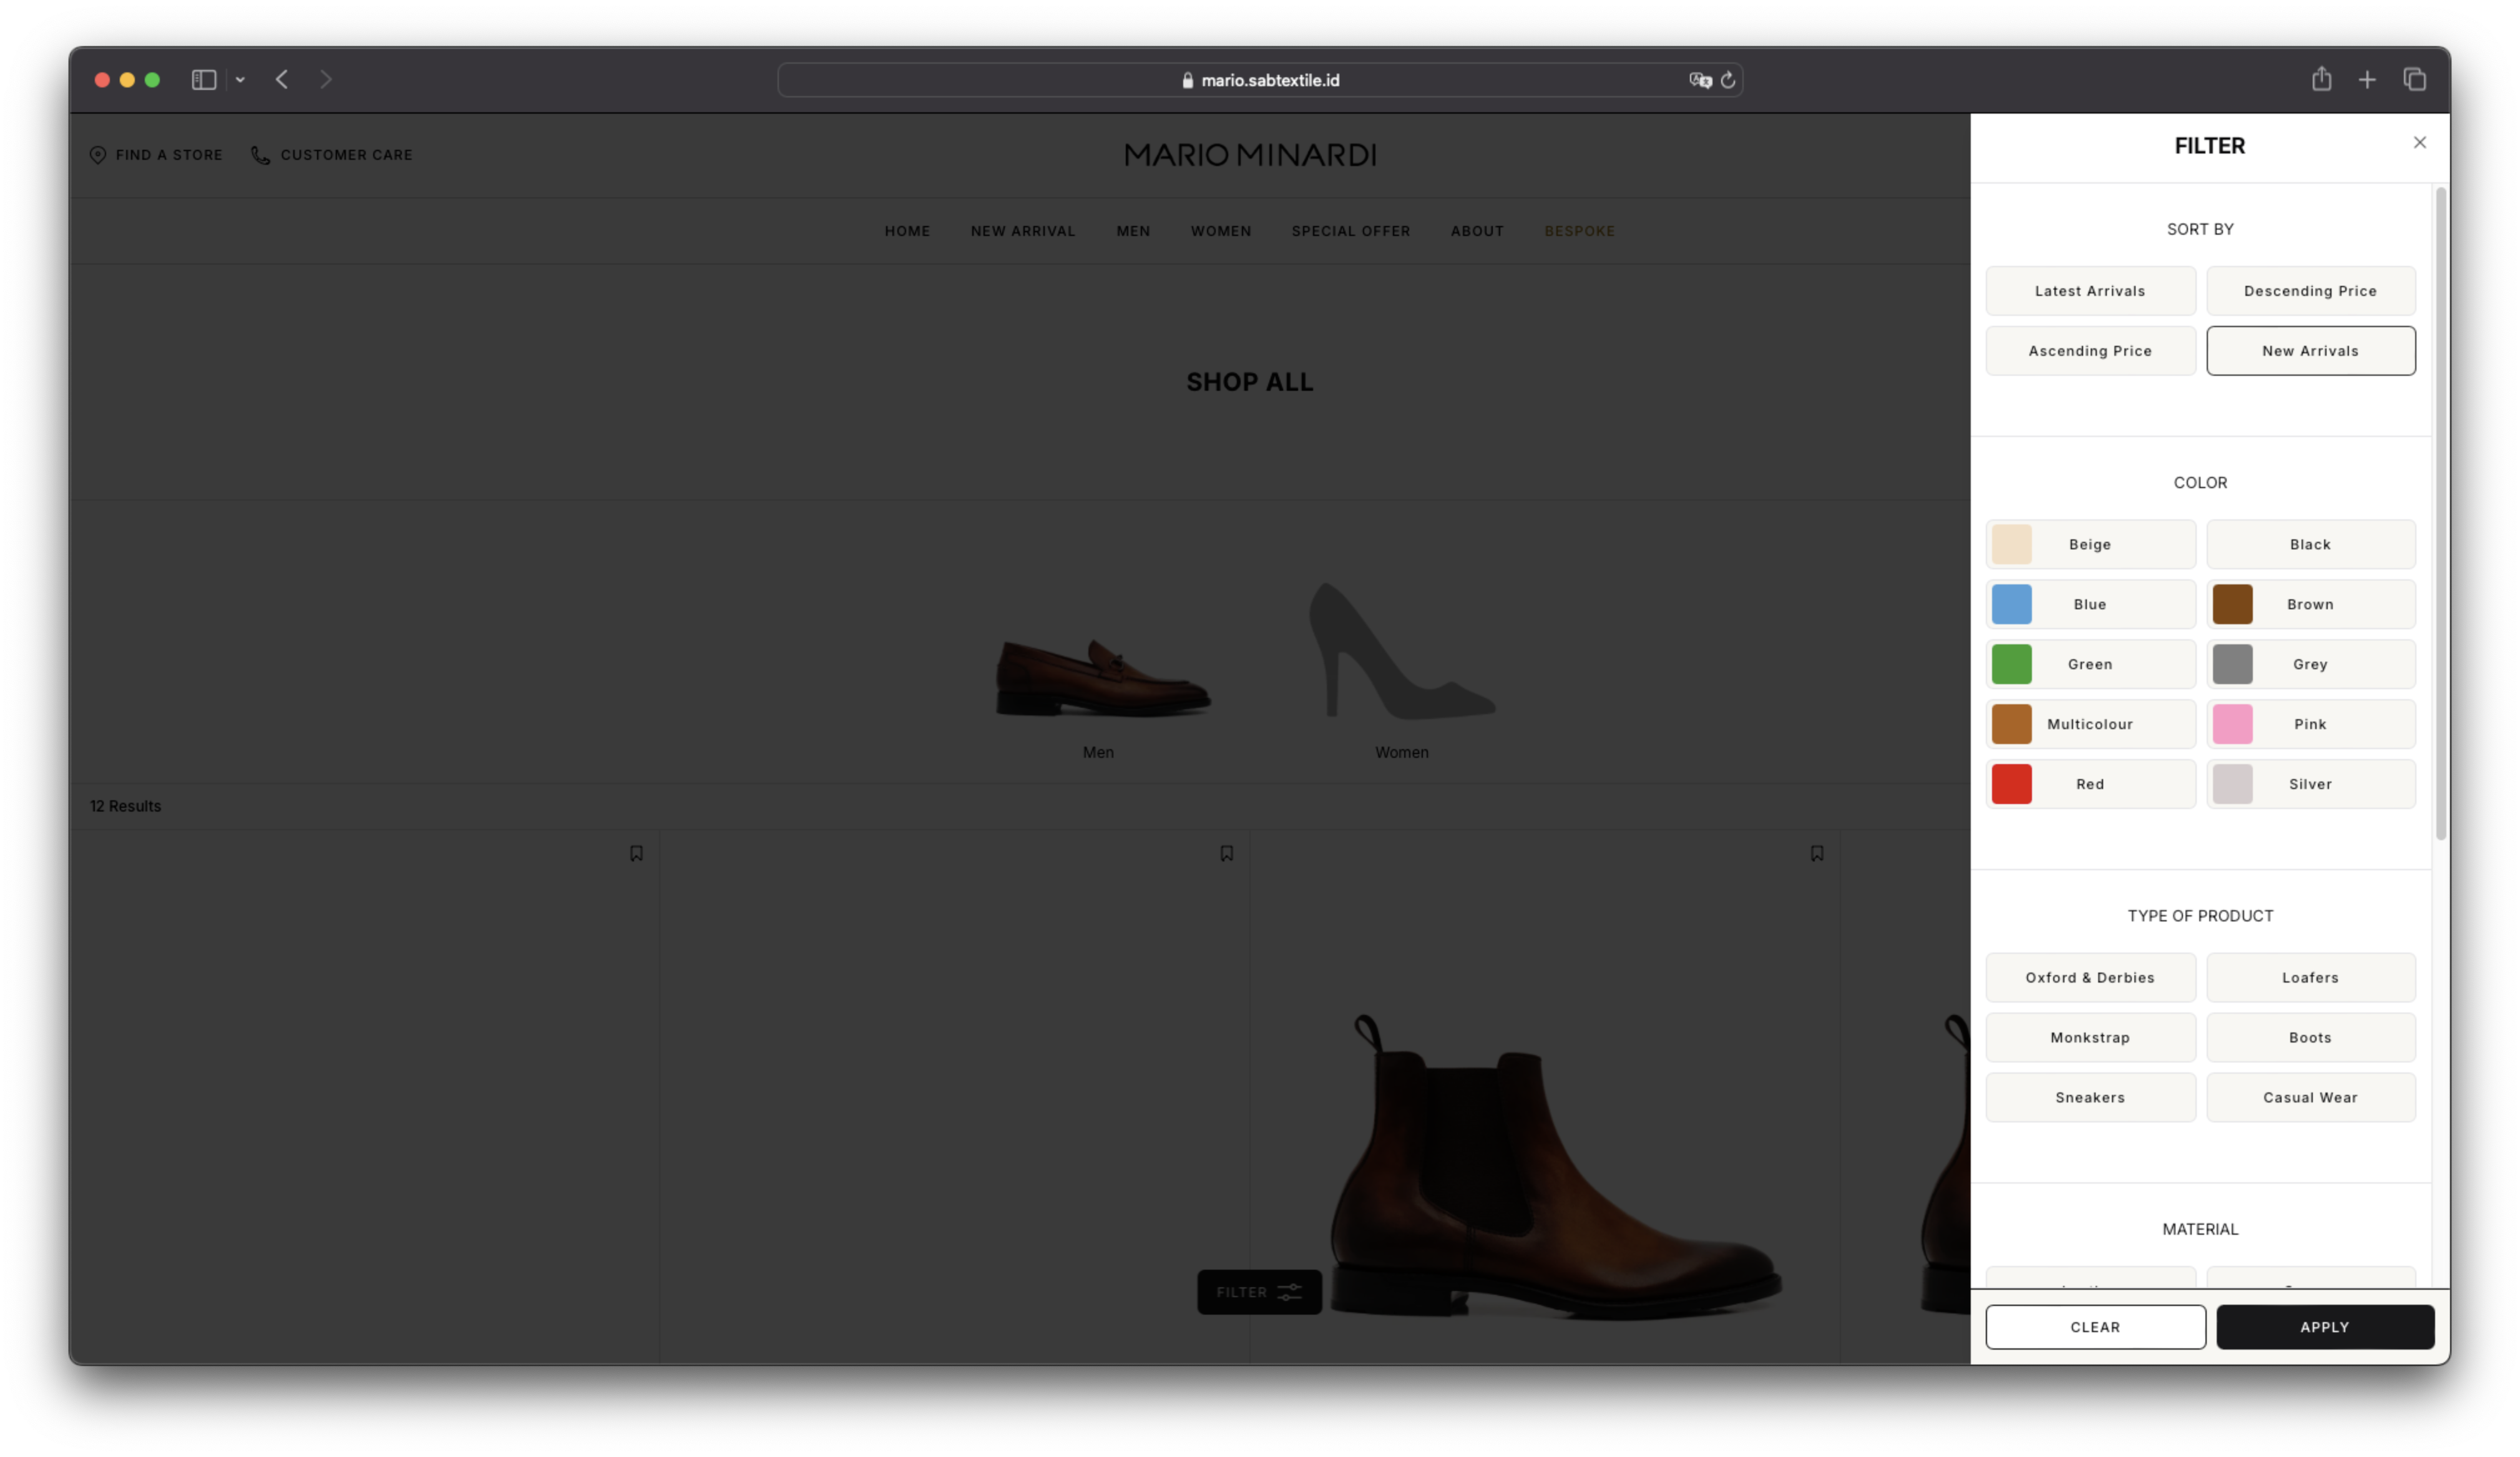 mario.sabtextile.id
FIND A STORE
CUSTOMER CARE
MARIO MINARDI
HOME
NEW ARRIVAL
MEN
WOMEN
SPECIAL OFFER
ABOUT
BESPOKE
SHOP ALL
Men
Women
12 Results
FILTER
FILTER
SORT BY
Latest Arrivals
Descending Price
Ascending Price
New Arrivals
COLOR
Beige
Black
Blue
Brown
Green
Grey
Multicolour
Pink
Red
Silver
TYPE OF PRODUCT
Oxford & Derbies
Loafers
Monkstrap
Boots
Sneakers
Casual Wear
MATERIAL
CLEAR
APPLY